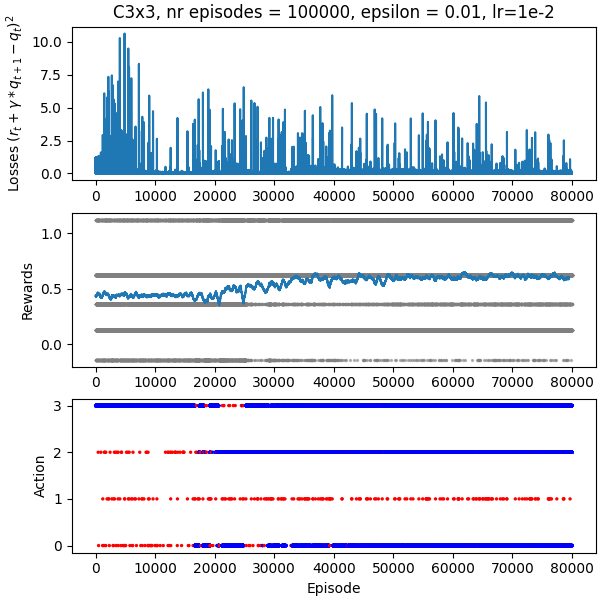 C3x3, nr episodes = 100000, epsilon = 0.01, lr=1e-2
Losses $(r_t + \gamma * q_{t+1} - q_t)^2$
10.0
7.5
5.0
2.5
0.0
0 10000 20000 30000 40000 50000 60000 70000 80000
Rewards
1.0
0.5
0.0
0 10000 20000 30000 40000 50000 60000 70000 80000
Action
3
2
1
0
0 10000 20000 30000 40000 50000 60000 70000 80000
Episode